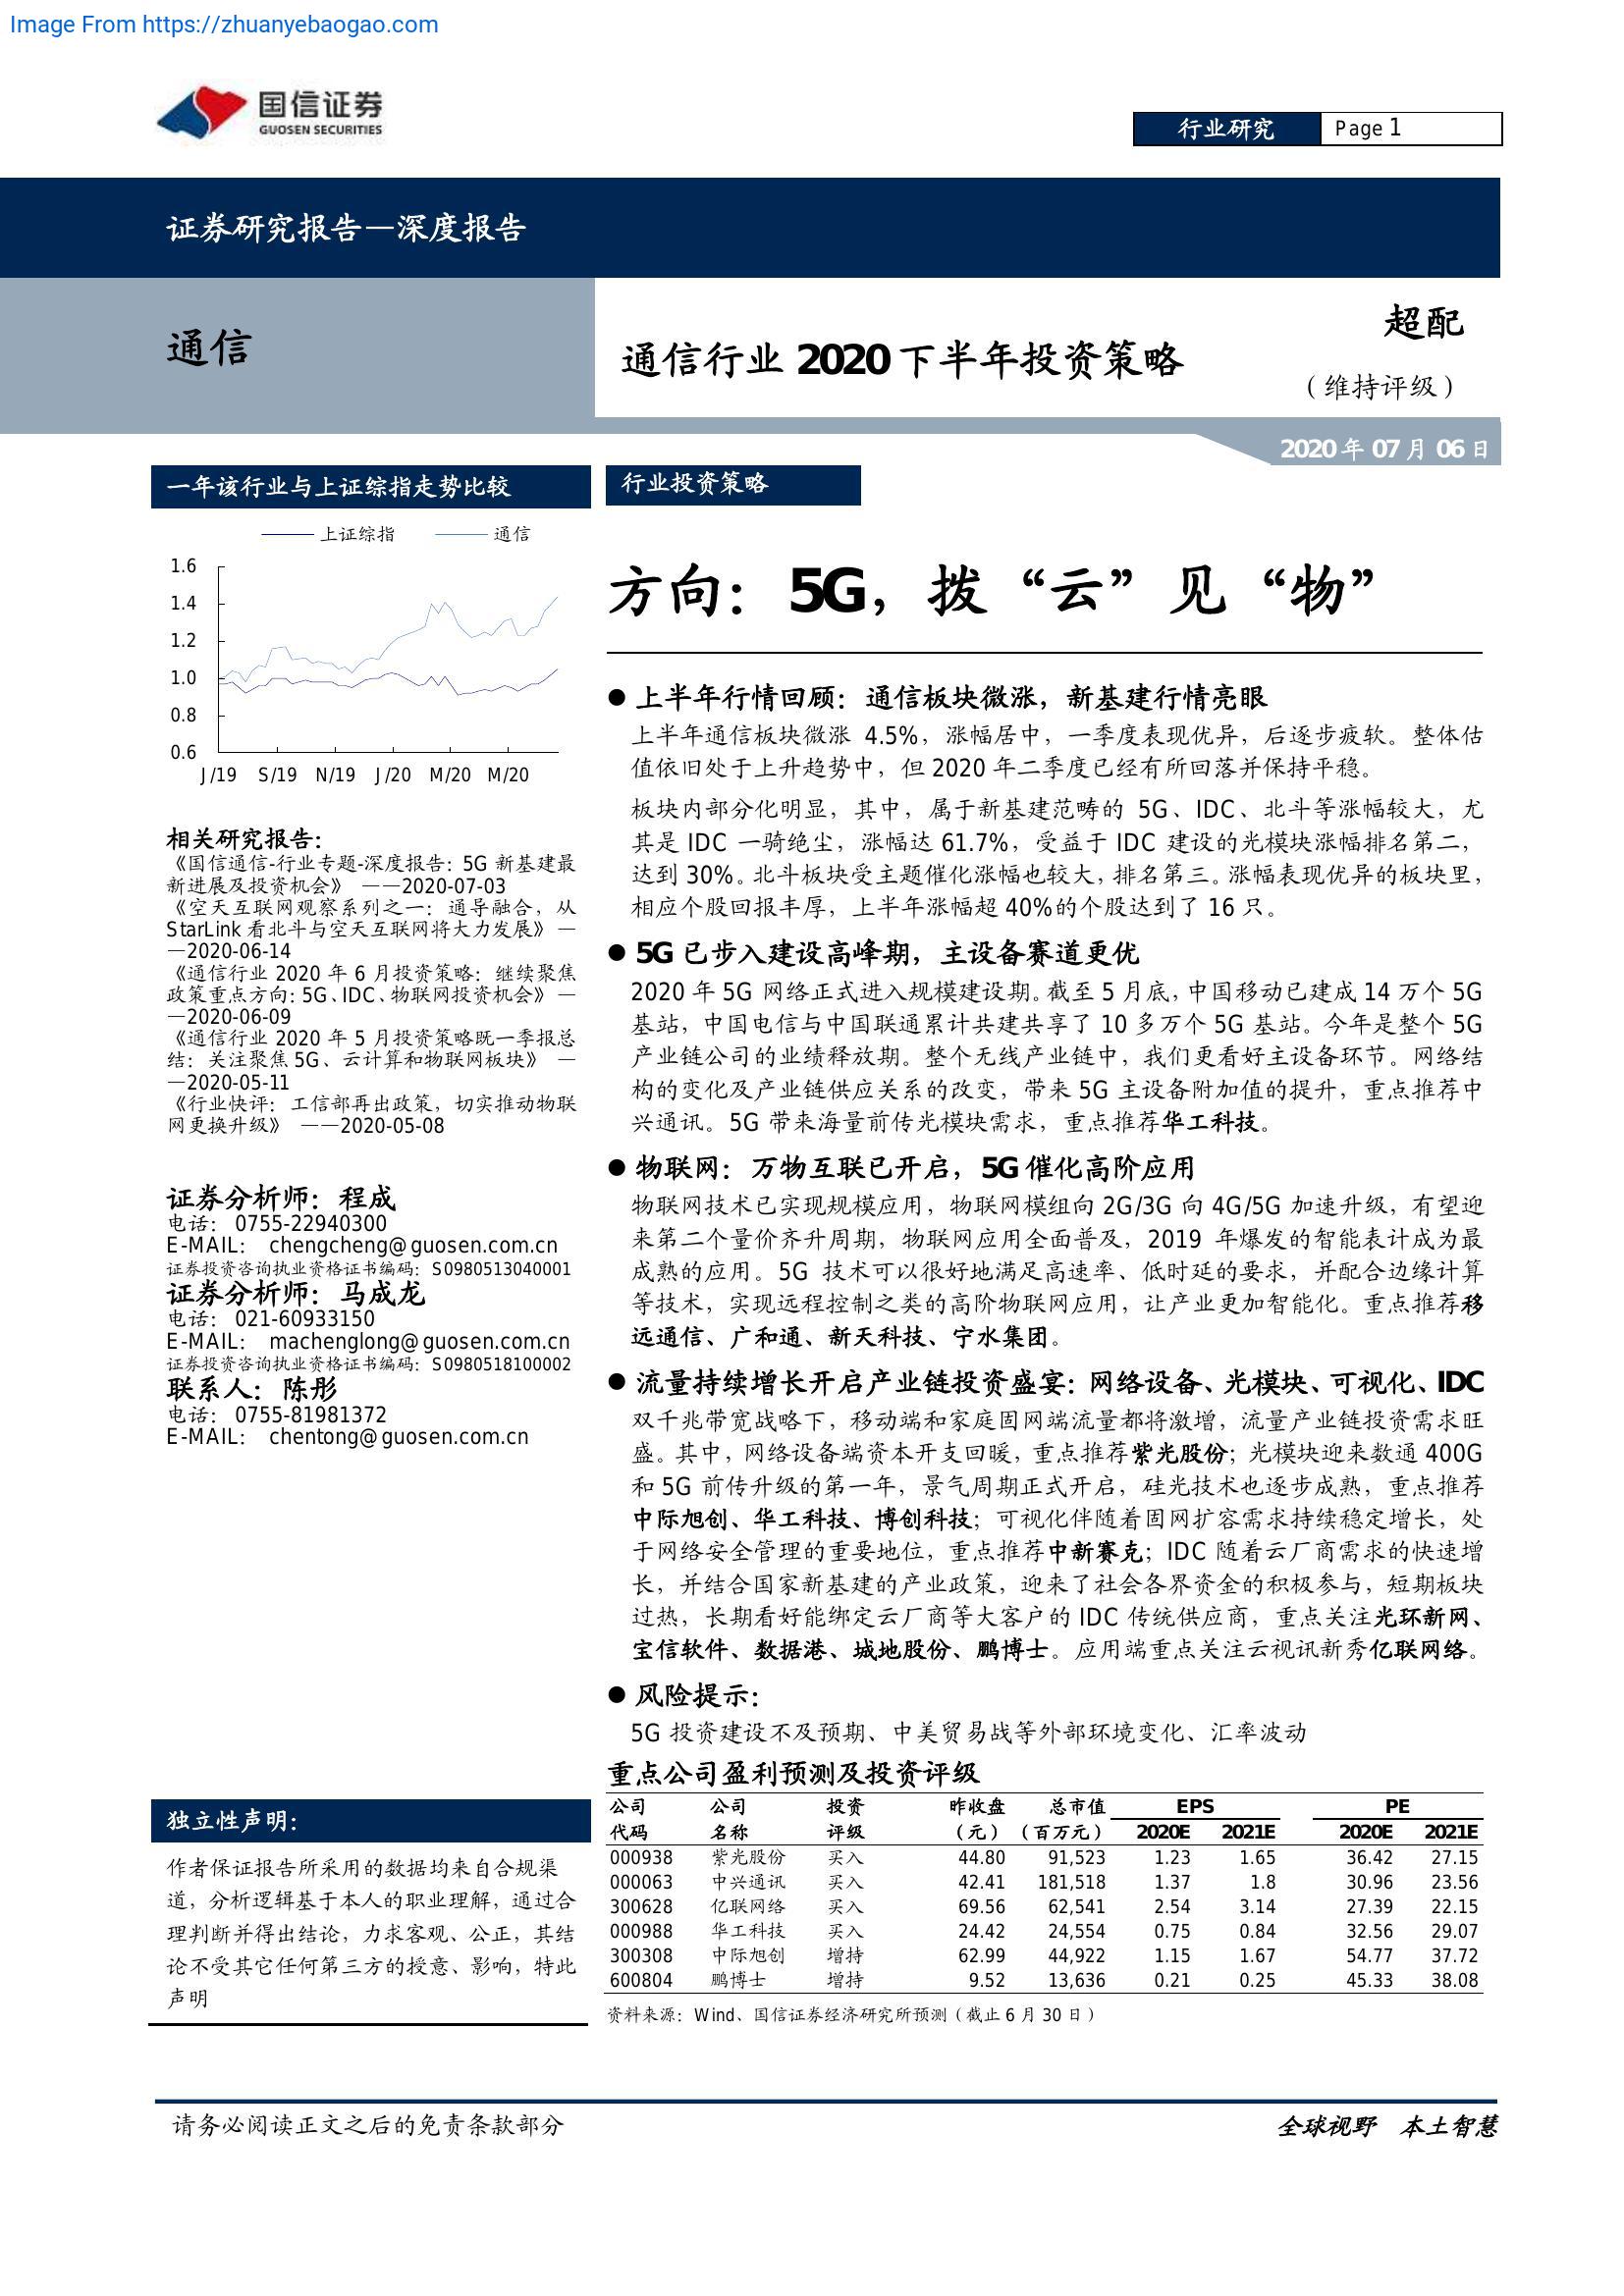 Image From https://zhuanyebaogao.com
国信证券
GUOSEN SECURITIES
行业研究 Page 1
证券研究报告—深度报告
通信
通信行业 2020 下半年投资策略
超配
（维持评级）
2020 年 07 月 06 日
一年该行业与上证综指走势比较
上证综指 通信
1.6
1.4
1.2
1.0
0.8
0.6
J/19 S/19 N/19 J/20 M/20 M/20
相关研究报告：
《国信通信-行业专题-深度报告：5G 新基建最
新进展及投资机会》 ——2020-07-03
《空天互联网观察系列之一：通导融合，从
StarLink 看北斗与空天互联网将大力发展》 —
—2020-06-14
《通信行业 2020 年 6 月投资策略：继续聚焦
政策重点方向：5G、IDC、物联网投资机会》 —
—2020-06-09
《通信行业 2020 年 5 月投资策略既一季报总
结：关注聚焦 5G、云计算和物联网板块》 —
—2020-05-11
《行业快评：工信部再出政策，切实推动物联
网更换升级》 ——2020-05-08
证券分析师：程成
电话： 0755-22940300
E-MAIL： chengcheng@guosen.com.cn
证券投资咨询执业资格证书编码：S0980513040001
证券分析师：马成龙
电话： 021-60933150
E-MAIL： machenglong@guosen.com.cn
证券投资咨询执业资格证书编码：S0980518100002
联系人：陈彤
电话： 0755-81981372
E-MAIL： chentong@guosen.com.cn
独立性声明：
作者保证报告所采用的数据均来自合规渠
道，分析逻辑基于本人的职业理解，通过合
理判断并得出结论，力求客观、公正，其结
论不受其它任何第三方的授意、影响，特此
声明
行业投资策略
方向：5G，拨“云”见“物”
● 上半年行情回顾：通信板块微涨，新基建行情亮眼
上半年通信板块微涨 4.5%，涨幅居中，一季度表现优异，后逐步疲软。整体估
值依旧处于上升趋势中，但 2020 年二季度已经有所回落并保持平稳。
板块内部分化明显，其中，属于新基建范畴的 5G、IDC、北斗等涨幅较大，尤
其是 IDC 一骑绝尘，涨幅达 61.7%，受益于 IDC 建设的光模块涨幅排名第二，
达到 30%。北斗板块受主题催化涨幅也较大，排名第三。涨幅表现优异的板块里，
相应个股回报丰厚，上半年涨幅超 40%的个股达到了 16 只。
● 5G 已步入建设高峰期，主设备赛道更优
2020 年 5G 网络正式进入规模建设期。截至 5 月底，中国移动已建成 14 万个 5G
基站，中国电信与中国联通累计共建共享了 10 多万个 5G 基站。今年是整个 5G
产业链公司的业绩释放期。整个无线产业链中，我们更看好主设备环节。网络结
构的变化及产业链供应关系的改变，带来 5G 主设备附加值的提升，重点推荐中
兴通讯。5G 带来海量前传光模块需求，重点推荐华工科技。
● 物联网：万物互联已开启，5G 催化高阶应用
物联网技术已实现规模应用，物联网模组向 2G/3G 向 4G/5G 加速升级，有望迎
来第二个量价齐升周期，物联网应用全面普及，2019 年爆发的智能表计成为最
成熟的应用。5G 技术可以很好地满足高速率、低时延的要求，并配合边缘计算
等技术，实现远程控制之类的高阶物联网应用，让产业更加智能化。重点推荐移
远通信、广和通、新天科技、宁水集团。
● 流量持续增长开启产业链投资盛宴：网络设备、光模块、可视化、IDC
双千兆带宽战略下，移动端和家庭固网端流量都将激增，流量产业链投资需求旺
盛。其中，网络设备端资本开支回暖，重点推荐紫光股份；光模块迎来数通 400G
和 5G 前传升级的第一年，景气周期正式开启，硅光技术也逐步成熟，重点推荐
中际旭创、华工科技、博创科技；可视化伴随着固网扩容需求持续稳定增长，处
于网络安全管理的重要地位，重点推荐中新赛克；IDC 随着云厂商需求的快速增
长，并结合国家新基建的产业政策，迎来了社会各界资金的积极参与，短期板块
过热，长期看好能绑定云厂商等大客户的 IDC 传统供应商，重点关注光环新网、
宝信软件、数据港、城地股份、鹏博士。应用端重点关注云视讯新秀亿联网络。
● 风险提示：
5G 投资建设不及预期、中美贸易战等外部环境变化、汇率波动
重点公司盈利预测及投资评级
公司 公司 投资 昨收盘 总市值 EPS PE
代码 名称 评级 （元） （百万元） 2020E 2021E 2020E 2021E
000938 紫光股份 买入 44.80 91,523 1.23 1.65 36.42 27.15
000063 中兴通讯 买入 42.41 181,518 1.37 1.8 30.96 23.56
300628 亿联网络 买入 69.56 62,541 2.54 3.14 27.39 22.15
000988 华工科技 买入 24.42 24,554 0.75 0.84 32.56 29.07
300308 中际旭创 增持 62.99 44,922 1.15 1.67 54.77 37.72
600804 鹏博士 增持 9.52 13,636 0.21 0.25 45.33 38.08
资料来源：Wind、国信证券经济研究所预测（截止 6 月 30 日）
请务必阅读正文之后的免责条款部分
全球视野 本土智慧